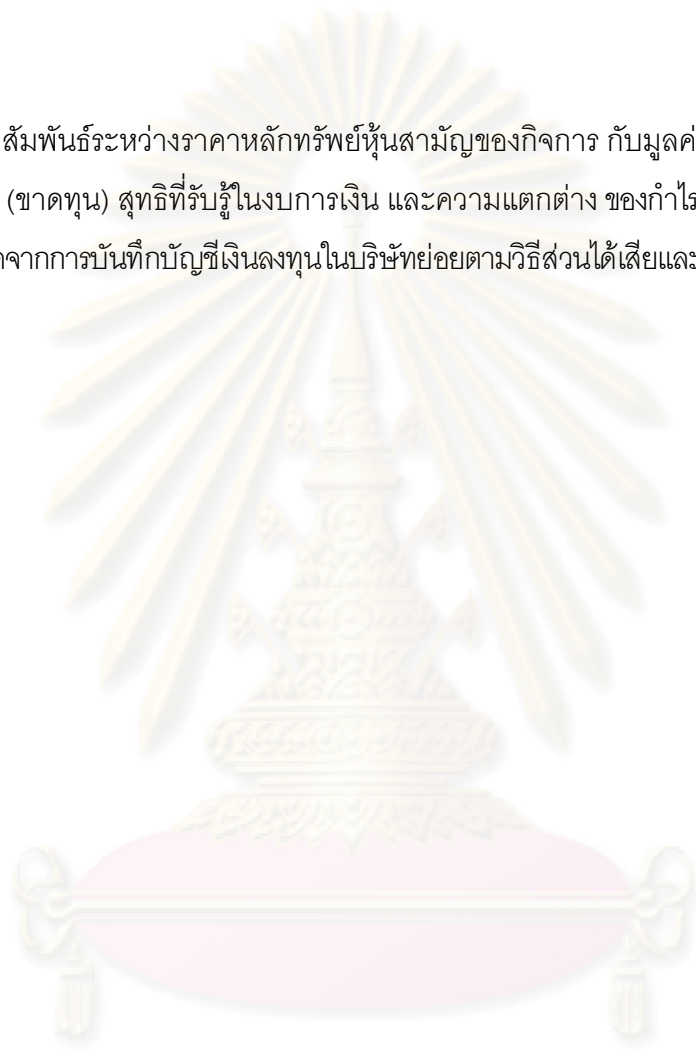 สัมพันธ์ระหว่างราคาหลักทรัพย์หุ้นสามัญของกิจการ กับมูลค่
(ขาดทุน) สุทธิที่รับรู้ในงบการเงิน และความแตกต่าง ของกำไร
จากการบันทึกบัญชีเงินลงทุนในบริษัทย่อยตามวิธีส่วนได้เสียและ